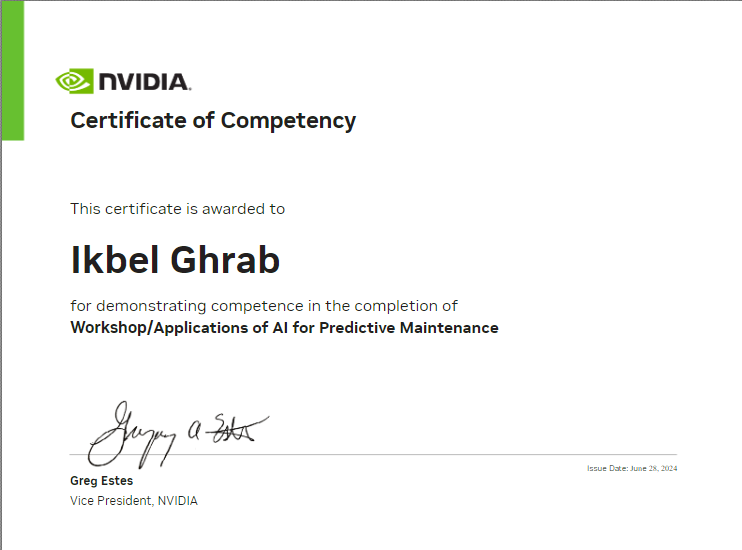 NVIDIA.
Certificate of Competency
This certificate is awarded to
Ikbel Ghrab
for demonstrating competence in the completion of
Workshop/Applications of AI for Predictive Maintenance
Gregory A Estes
Greg Estes
Vice President, NVIDIA
Issue Date: June 28, 2024